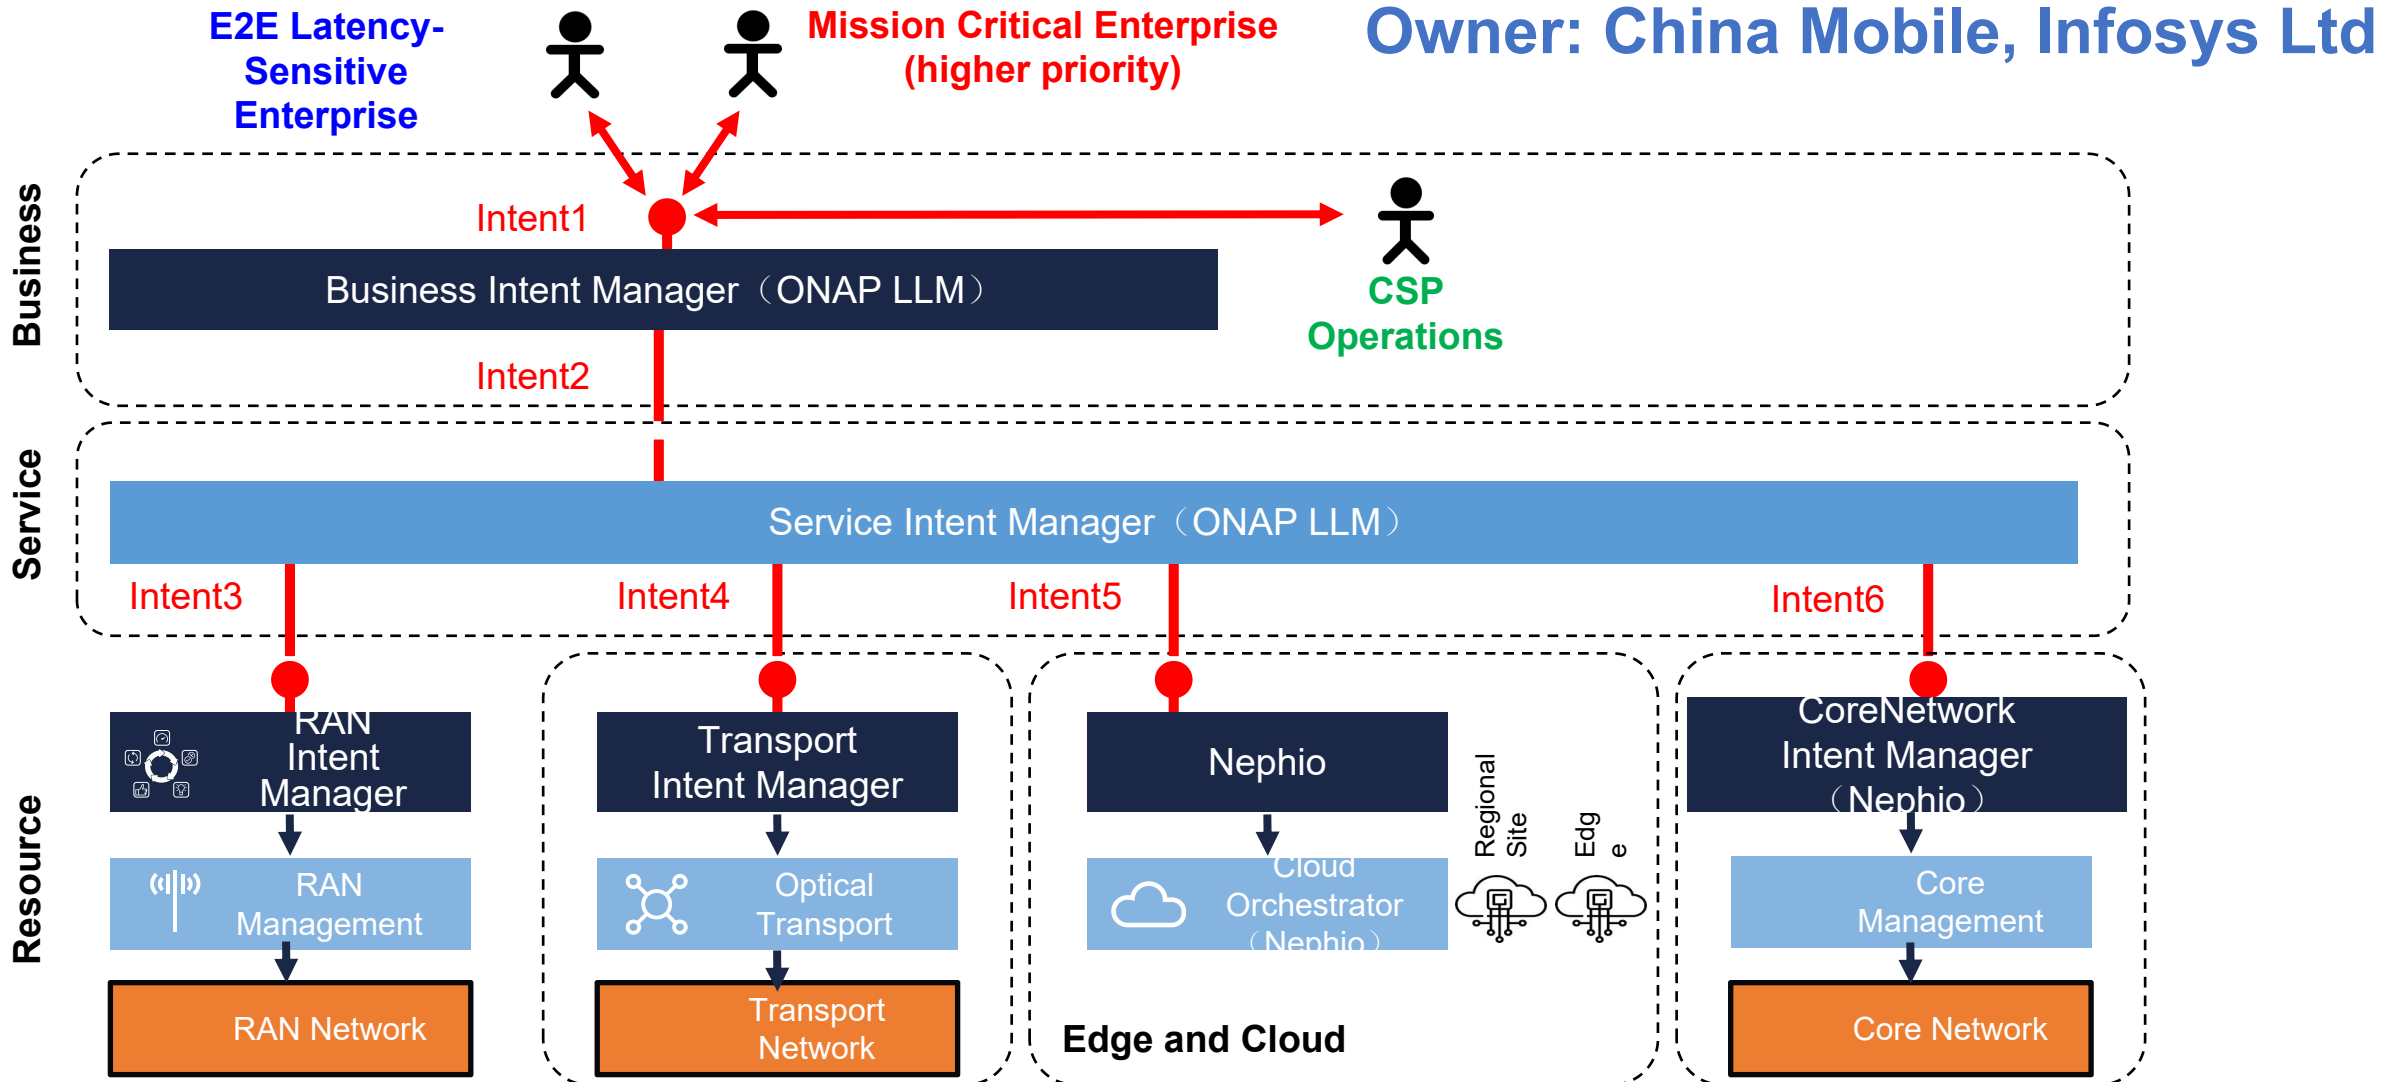 E2E Latency-
Sensitive
Enterprise
Mission Critical Enterprise
(higher priority)
Owner: China Mobile, Infosys Ltd
Business
Intent1
Business Intent Manager（ONAP LLM）
CSP
Operations
Intent2
Service
Service Intent Manager（ONAP LLM）
Intent3
Intent4
Intent5
Intent6
Resource
RAN
Intent
Manager
Transport
Intent Manager
Nephio
Regional
Site
Edg
e
CoreNetwork
Intent Manager
（Nephio）
RAN
Management
Optical
Transport
Cloud
Orchestrator
（Nephio）
Core
Management
RAN Network
Transport
Network
Edge and Cloud
Core Network